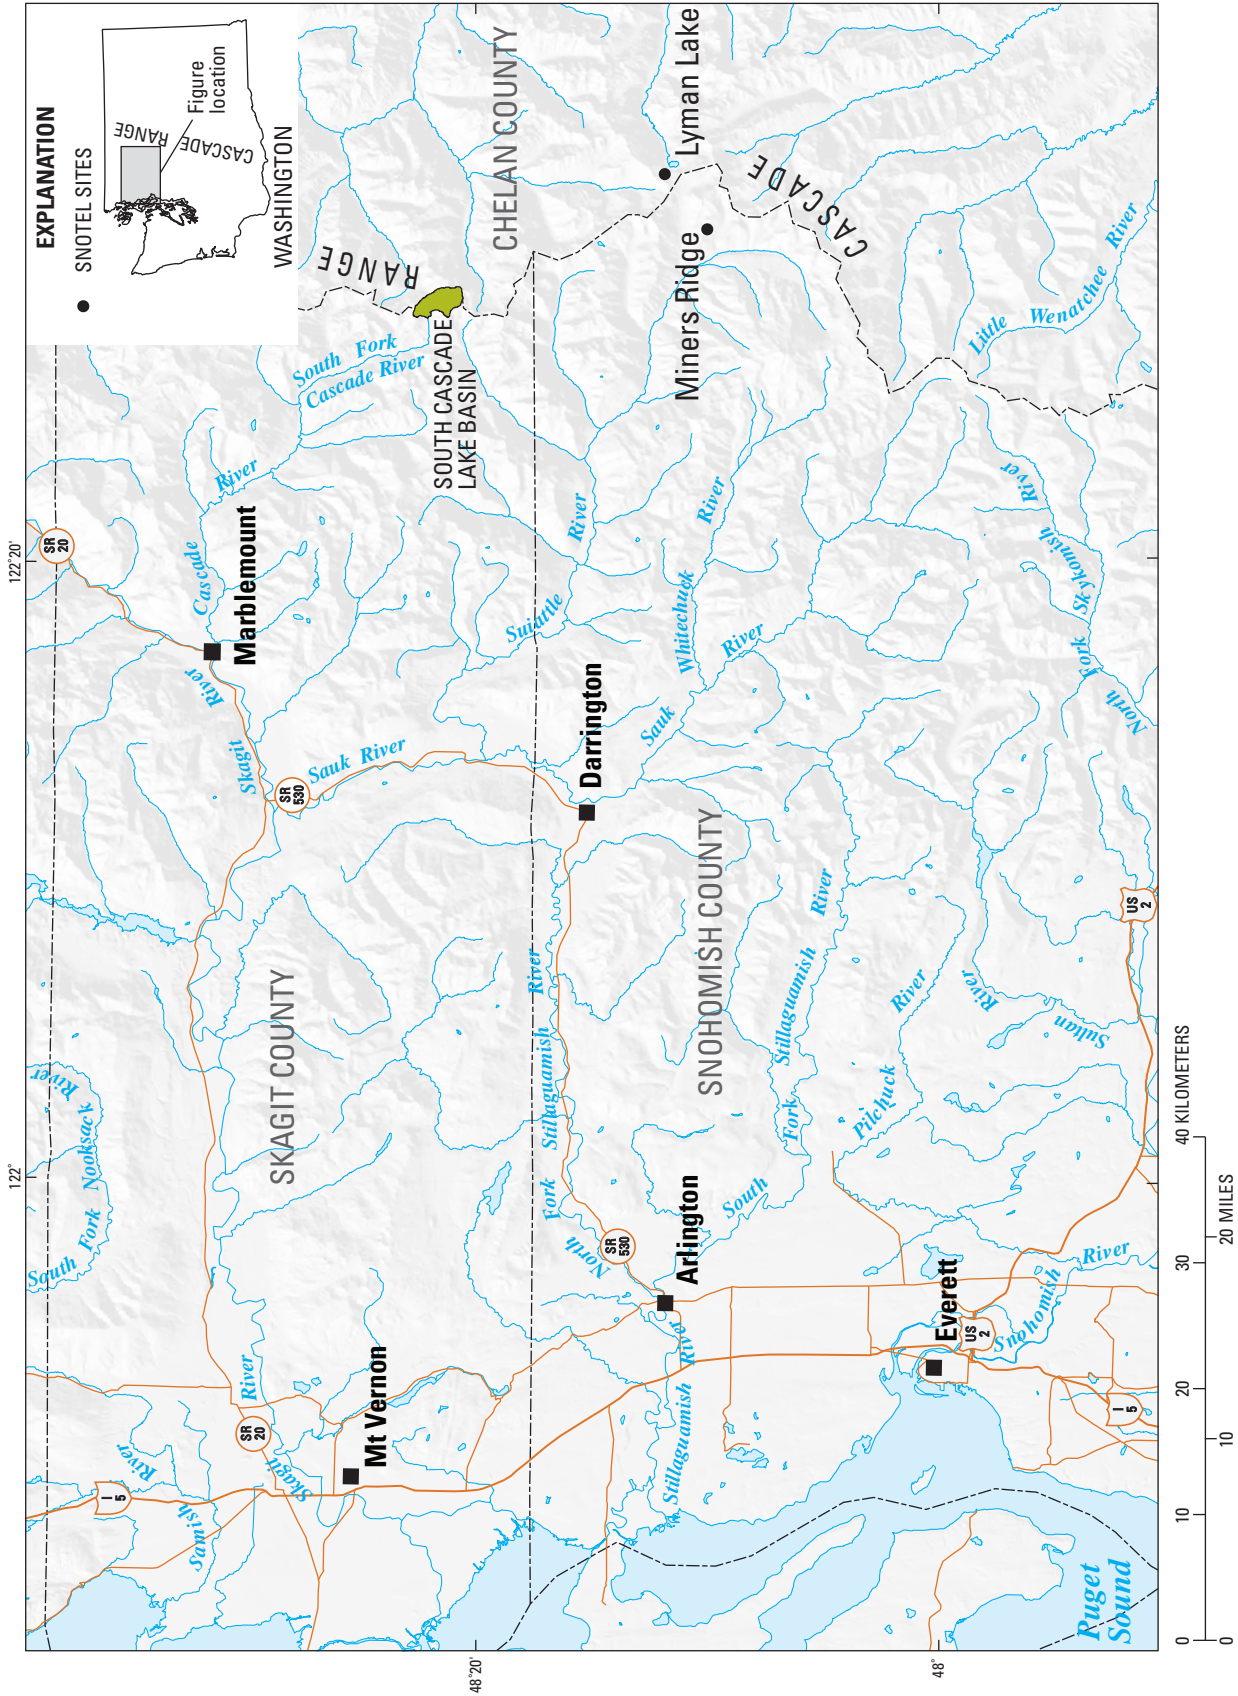 EXPLANATION
SNOTEL SITES
CASCADE RANGE
Figure
location
WASHINGTON
122°
122°20'
48°20'
48°
SR
20
Cascade
River
Marblemount
Skagit
River
SR
530
Sauk River
South Fork
Cascade River
SOUTH CASCADE
LAKE BASIN
CASCADE
RANGE
CHELAN COUNTY
Lyman Lake
Miners Ridge
Little Wenatchee River
South Fork Nooksack River
SKAGIT COUNTY
Samish
River
I
5
SR
20
Skagit
River
Mt Vernon
Suiattle
River
Whitechuck
River
Sauk
River
Darrington
North Fork Stillaguamish River
SR
530
Arlington
Stillaguamish River
SNOHOMISH COUNTY
South Fork Stillaguamish River
Pilchuck
River
Sultan
River
North Fork Skykomish River
US
2
Everett
US
2
Snohomish
River
I
5
Puget
Sound
0 10 20 30 40 KILOMETERS
0 10 20 MILES